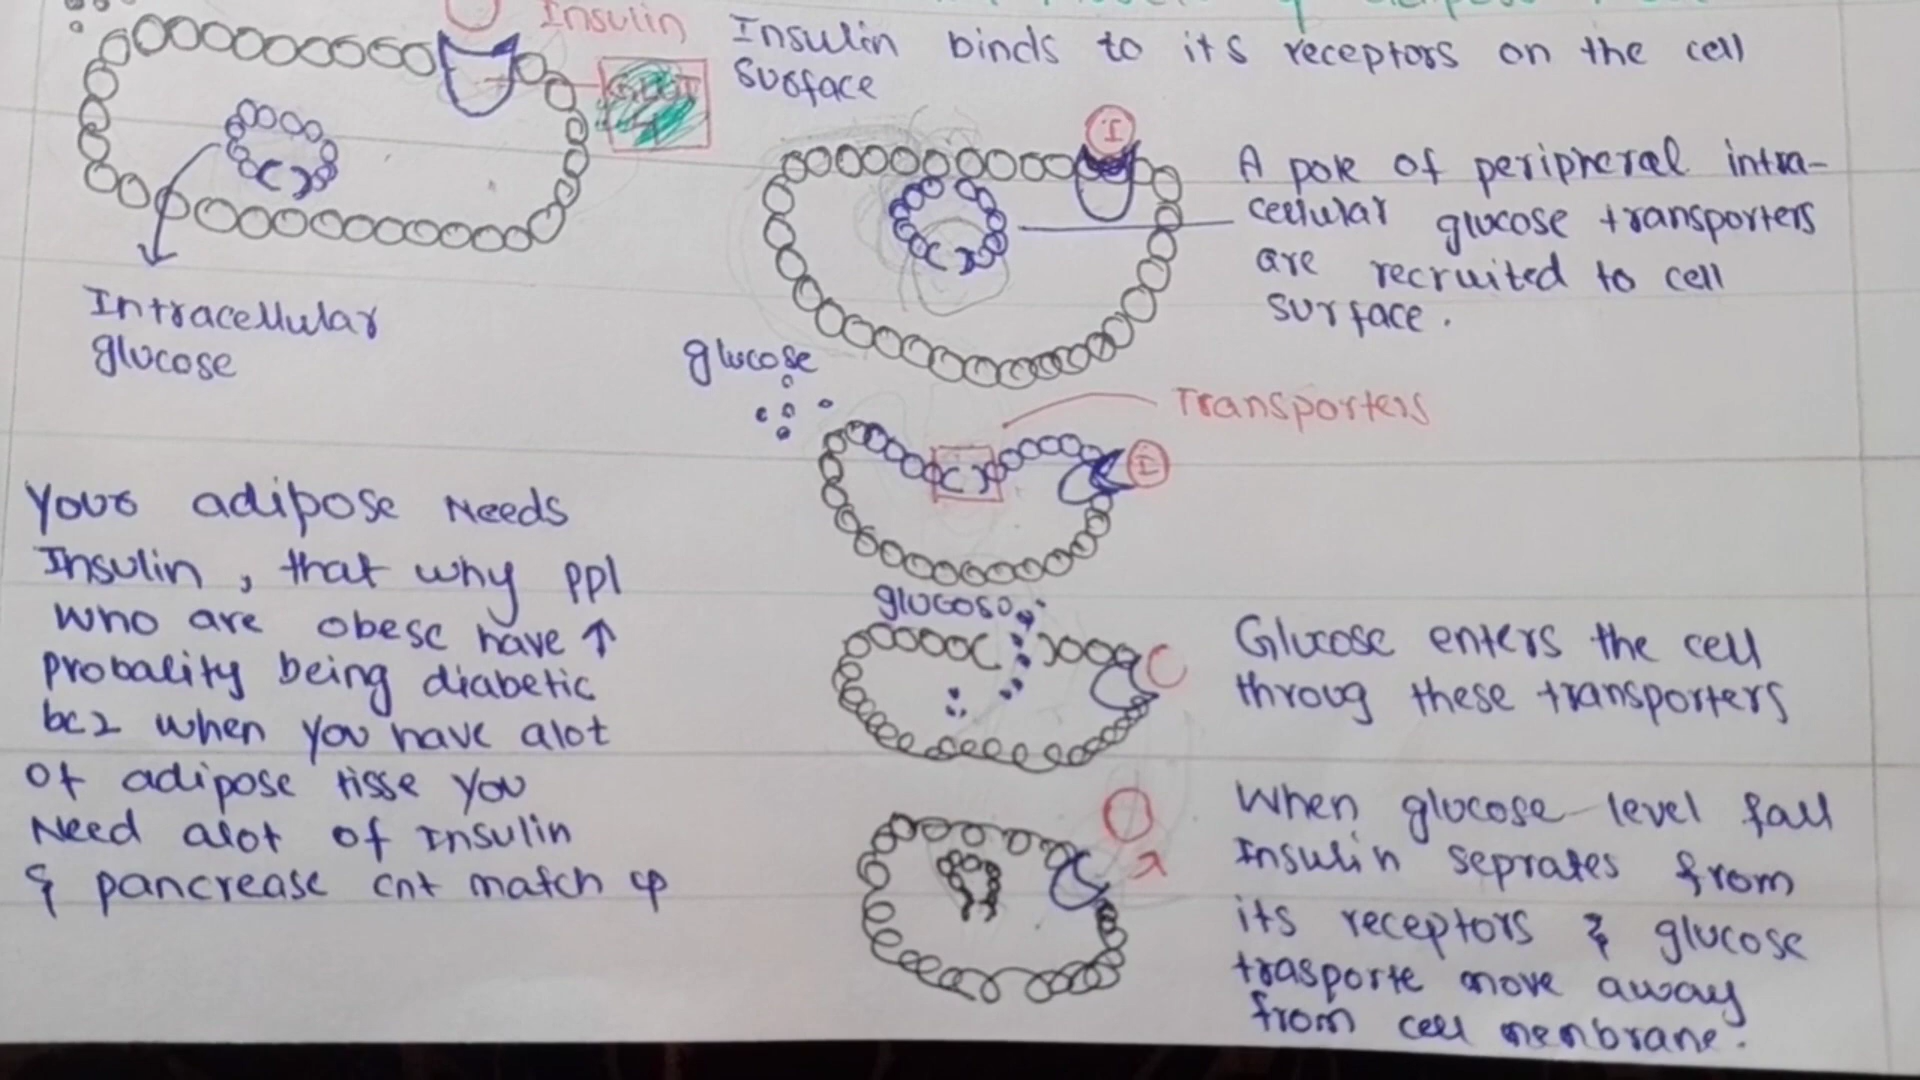 Insulin
Insulin binds to its receptors on the cell
surface
GLUT
4
I
A pore of peripheral intra-
cellular glucose transporters
are recruited to cell
surface.
Intracellular
glucose
glucose
Transporters
I
Your adipose Needs
Insulin, that why ppl
who are obese have ↑
probality being diabetic
bcz when you have alot
of adipose tisse you
Need alot of Insulin
& pancrease cnt match up
glucose
Glucose enters the cell
throug these transporters
When glucose level fall
Insulin seprates from
its receptors & glucose
trasporte move away
from cell menbrane.